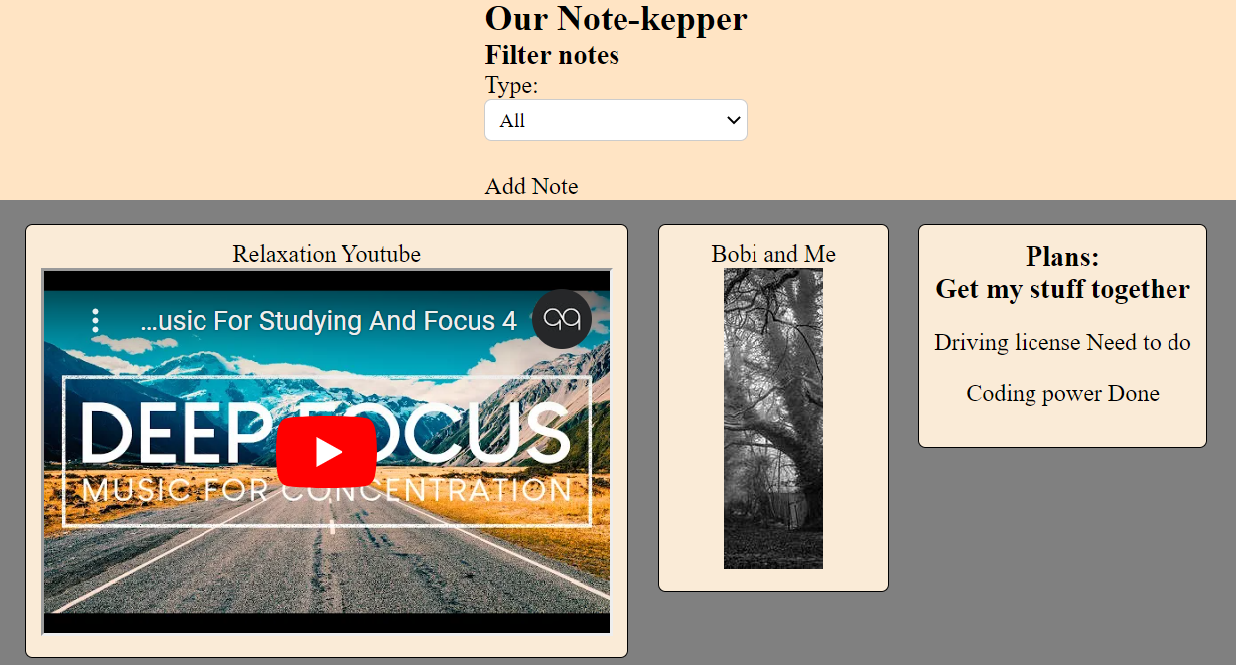 Our Note-kepper
Filter notes
Type:
All
Add Note
Relaxation Youtube
...usic For Studying And Focus 4
DEEP FOCUS
MUSIC FOR CONCENTRATION
Bobi and Me
Plans:
Get my stuff together
Driving license Need to do
Coding power Done